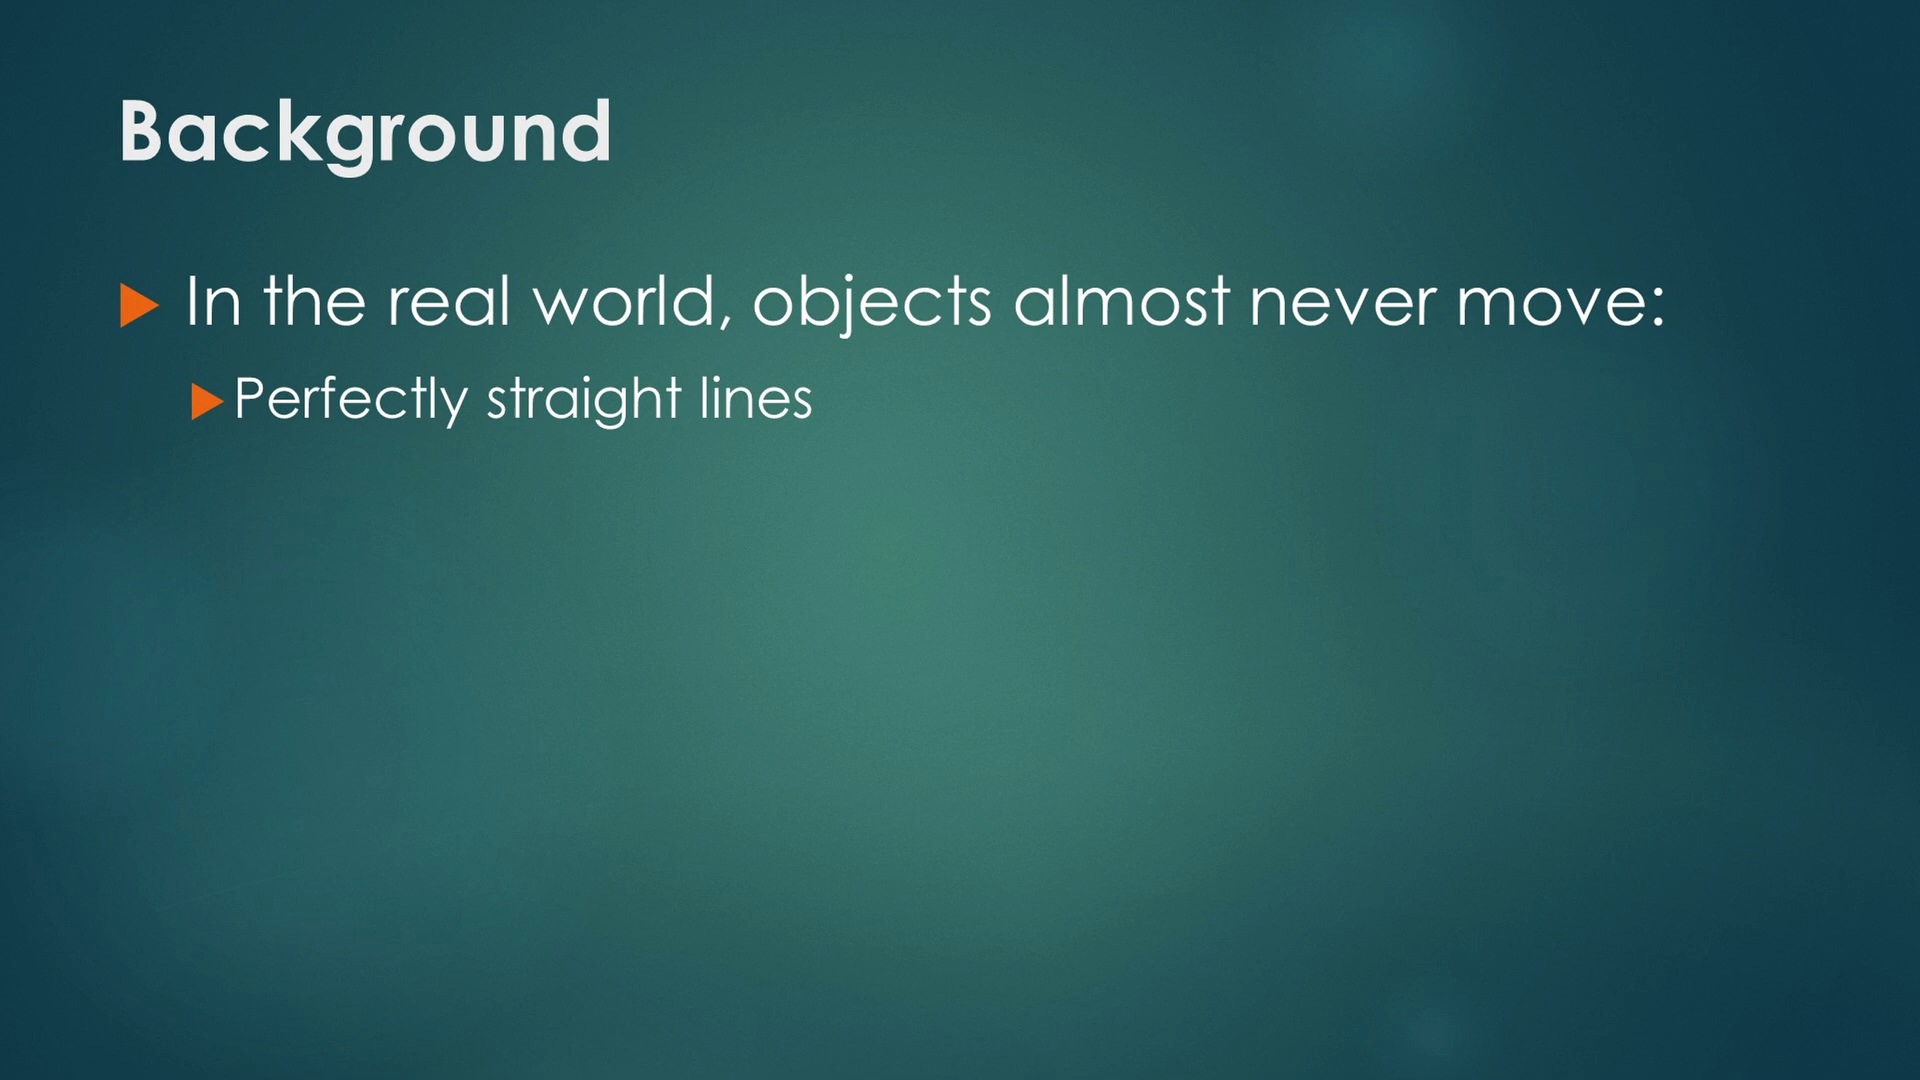 Background
In the real world, objects almost never move:
Perfectly straight lines